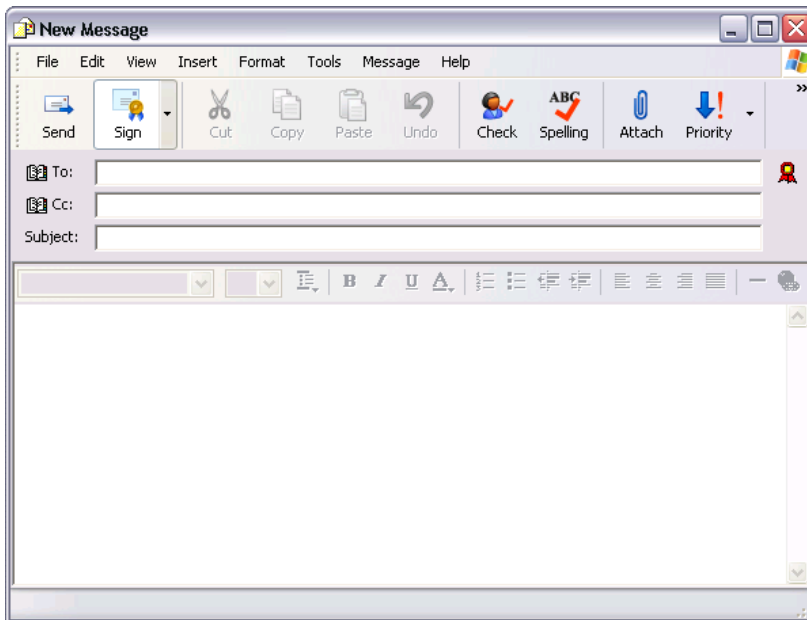 New Message
File Edit View Insert Format Tools Message Help
ABC
Send Sign Cut Copy Paste Undo Check Spelling Attach Priority
To:
Cc:
Subject:
B I U A